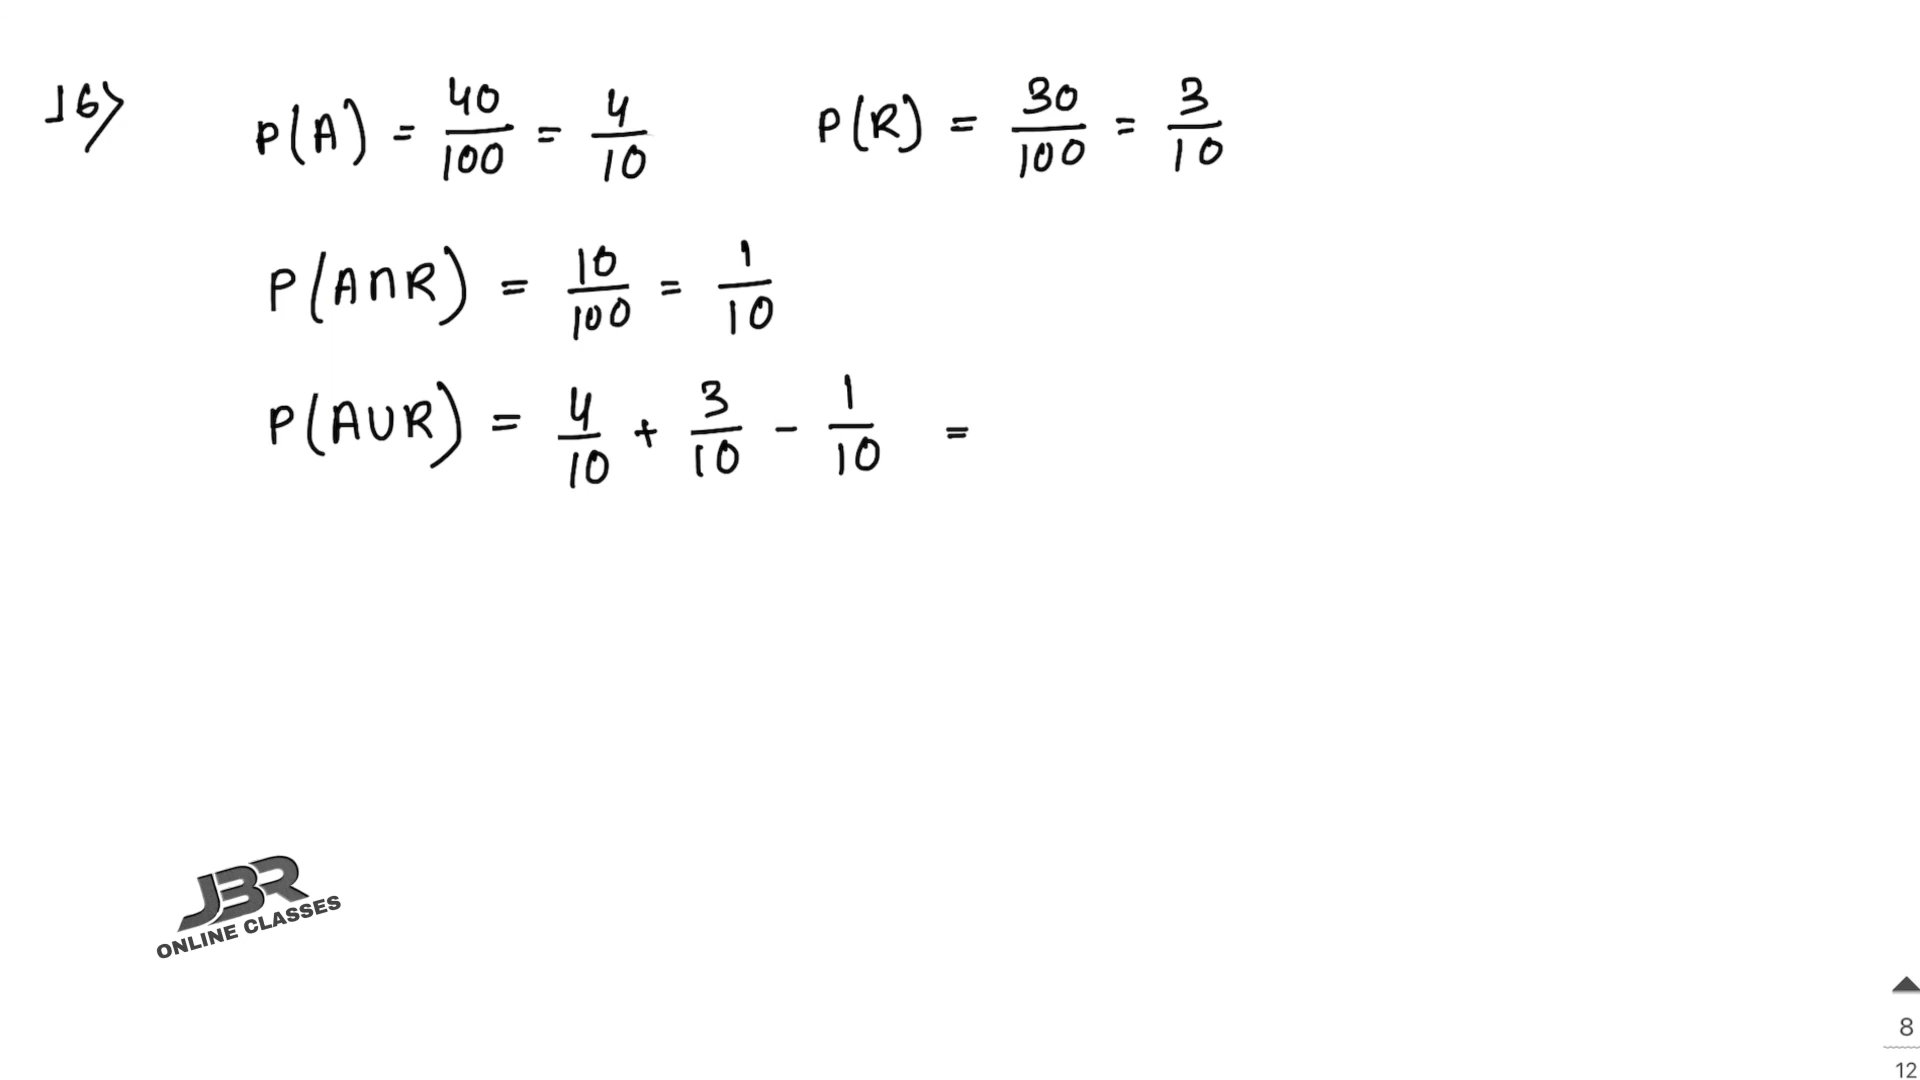 16> P(A) = 40/100 = 4/10 P(R) = 30/100 = 3/10
P(A∩R) = 10/100 = 1/10
P(A∪R) = 4/10 + 3/10 - 1/10 =
JBR
ONLINE CLASSES
8
12